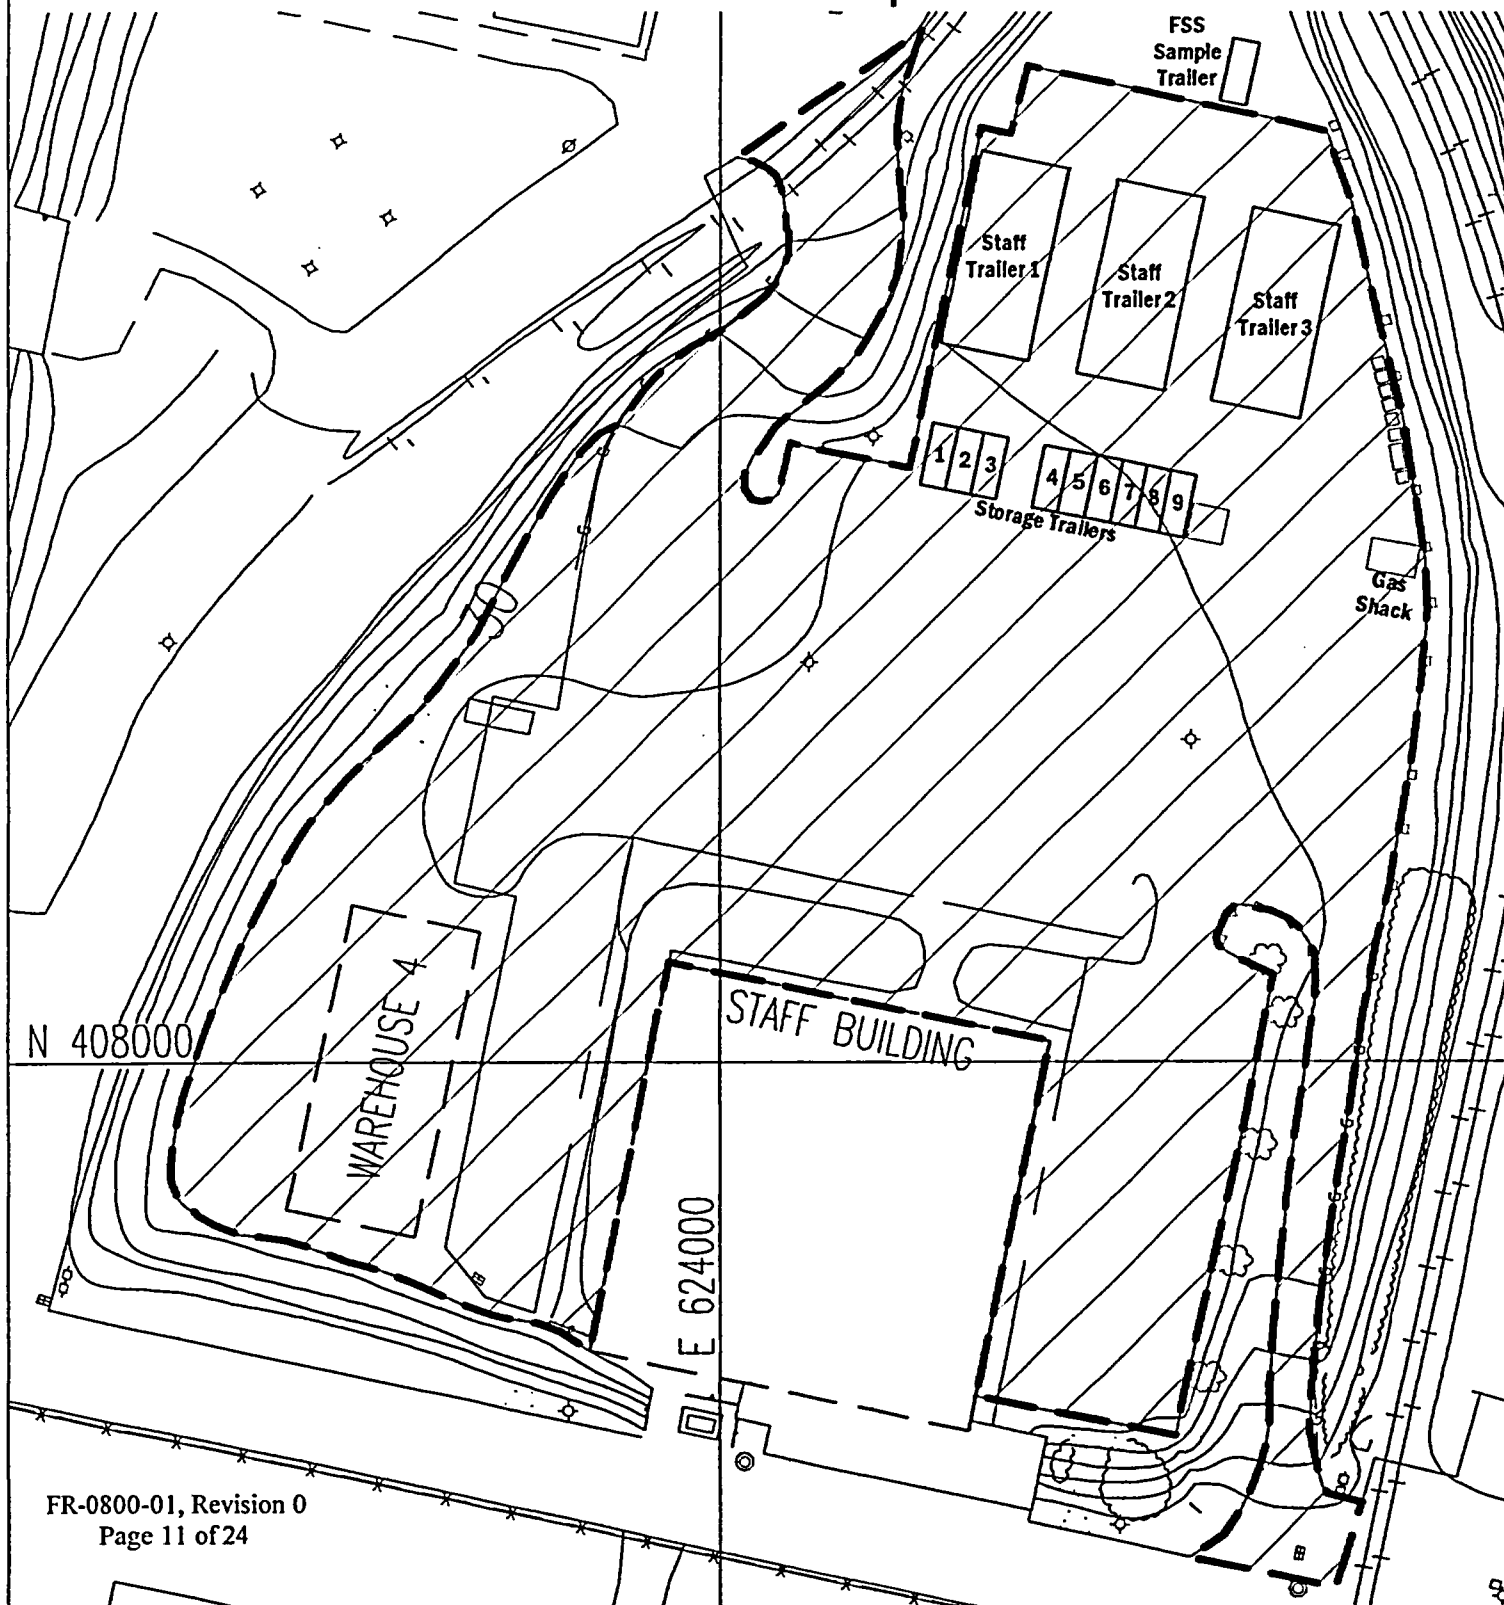 FSS
Sample
Trailer
Staff
Trailer 1
Staff
Trailer 2
Staff
Trailer 3
1 2 3
4 5 6 7 8 9
Storage Trailers
Gas
Shack
WAREHOUSE 4
STAFF BUILDING
N 408000
E 624000
FR-0800-01, Revision 0
Page 11 of 24